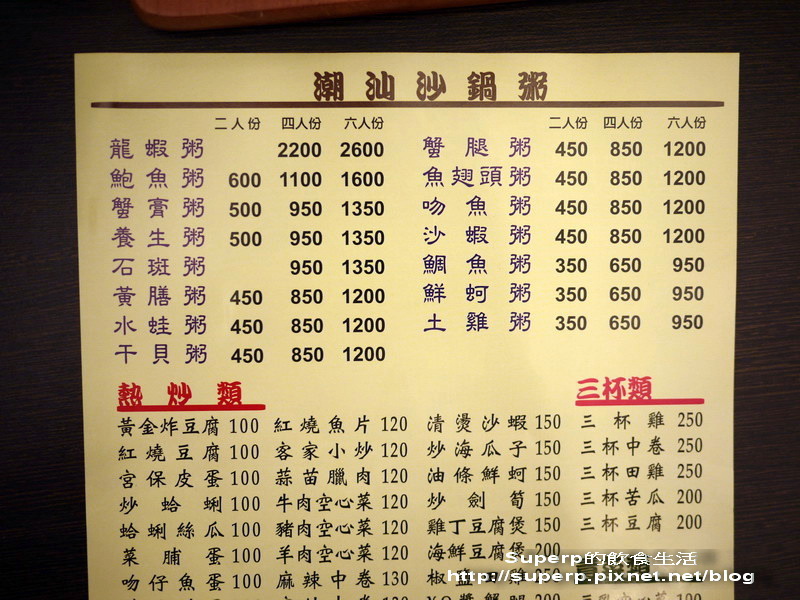 潮汕沙鍋粥
二人份 四人份 六人份
龍蝦粥 2200 2600
鮑魚粥 600 1100 1600
蟹膏粥 500 950 1350
養生粥 500 950 1350
石斑粥 950 1350
黃膳粥 450 850 1200
水蛙粥 450 850 1200
干貝粥 450 850 1200
二人份 四人份 六人份
蟹腿粥 450 850 1200
魚翅頭粥 450 850 1200
吻魚粥 450 850 1200
沙蝦粥 450 850 1200
鯛魚粥 350 650 950
鮮蚵粥 350 650 950
土雞粥 350 650 950
熱炒類
黃金炸豆腐 100
紅燒豆腐 100
宮保皮蛋 100
炒蛤蜊 100
蛤蜊絲瓜 100
菜脯蛋 100
吻仔魚蛋 100
紅燒魚片 120
客家小炒 120
蒜苗臘肉 120
牛肉空心菜 120
豬肉空心菜 120
羊肉空心菜 120
麻辣中卷 130
清燙沙蝦 150
炒海瓜子 150
油條鮮蚵 150
炒劍筍 150
雞丁豆腐煲 150
海鮮豆腐煲 200
三杯類
三杯雞 250
三杯中卷 250
三杯田雞 250
三杯苦瓜 200
三杯豆腐 200
Superp的飲食生活
http://superp.pixnet.net/blog